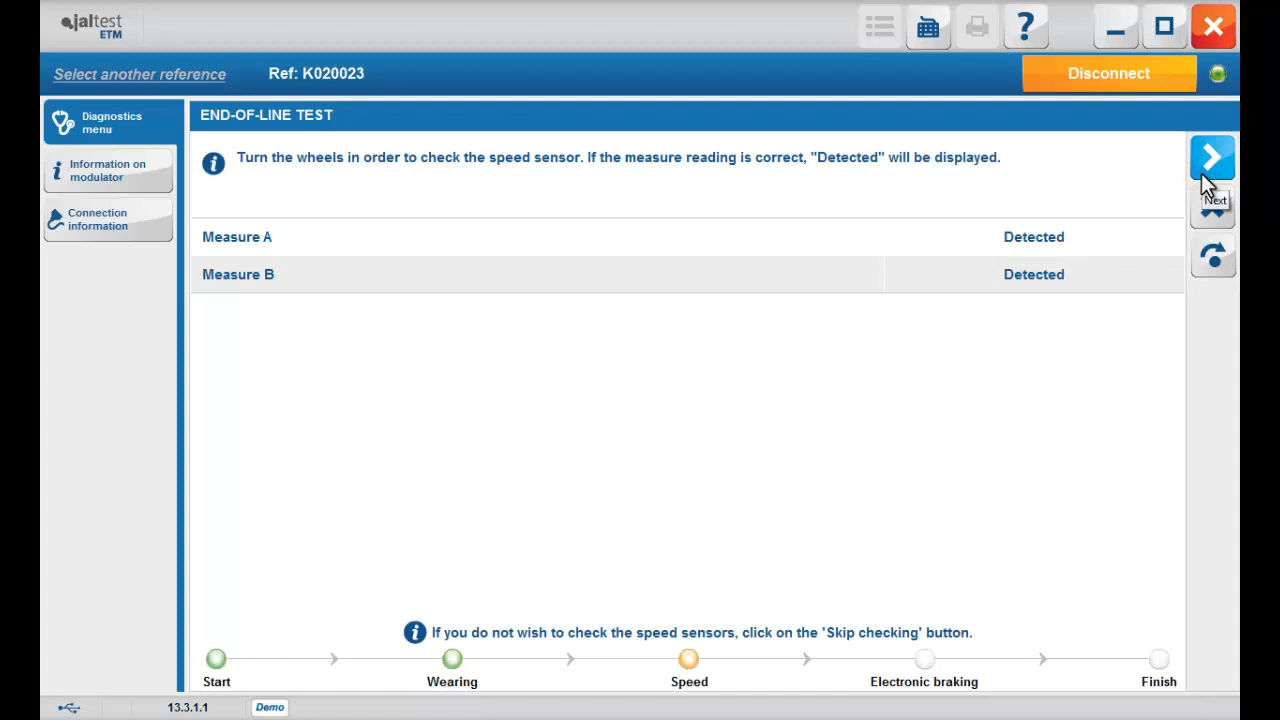 jaltest
ETM
?
Select another reference
Ref: K020023
Disconnect
Diagnostics
menu
Information on
modulator
Connection
information
END-OF-LINE TEST
Turn the wheels in order to check the speed sensor. If the measure reading is correct, "Detected" will be displayed.
Next
Measure A Detected
Measure B Detected
If you do not wish to check the speed sensors, click on the 'Skip checking' button.
Start Wearing Speed Electronic braking Finish
13.3.1.1 Demo